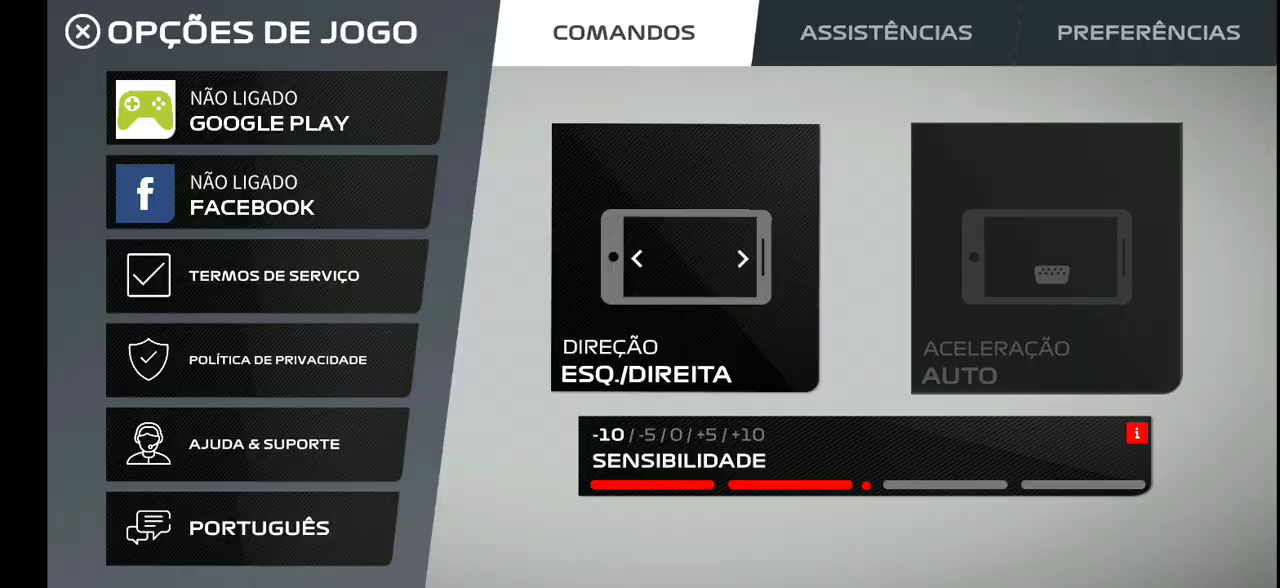 OPÇÕES DE JOGO
COMANDOS
ASSISTÊNCIAS
PREFERÊNCIAS
NÃO LIGADO
GOOGLE PLAY
f
NÃO LIGADO
FACEBOOK
TERMOS DE SERVIÇO
POLÍTICA DE PRIVACIDADE
AJUDA & SUPORTE
PORTUGUÊS
DIREÇÃO
ESQ./DIREITA
ACELERAÇÃO
AUTO
-10 / -5 / 0 / +5 / +10
i
SENSIBILIDADE